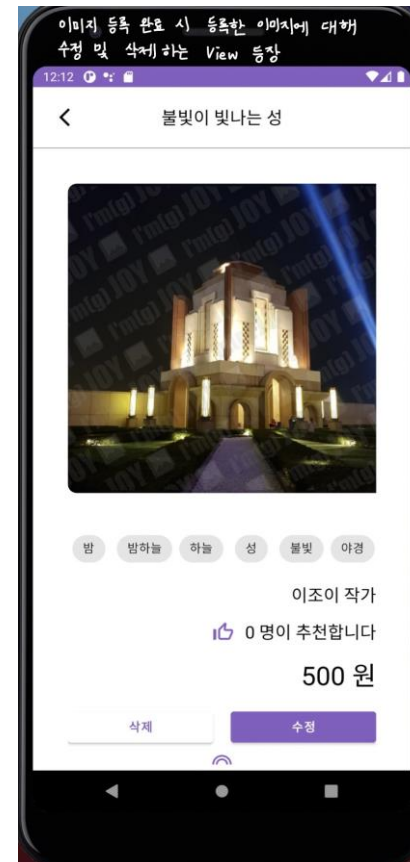 이미지 등록 완료 시 등록한 이미지에 대해
수정 및 삭제하는 View 등장
12:12
불빛이 빛나는 성
I'm(g) JOY
밤 밤하늘 하늘 성 불빛 야경
이조이 작가
0 명이 추천합니다
500 원
삭제 수정